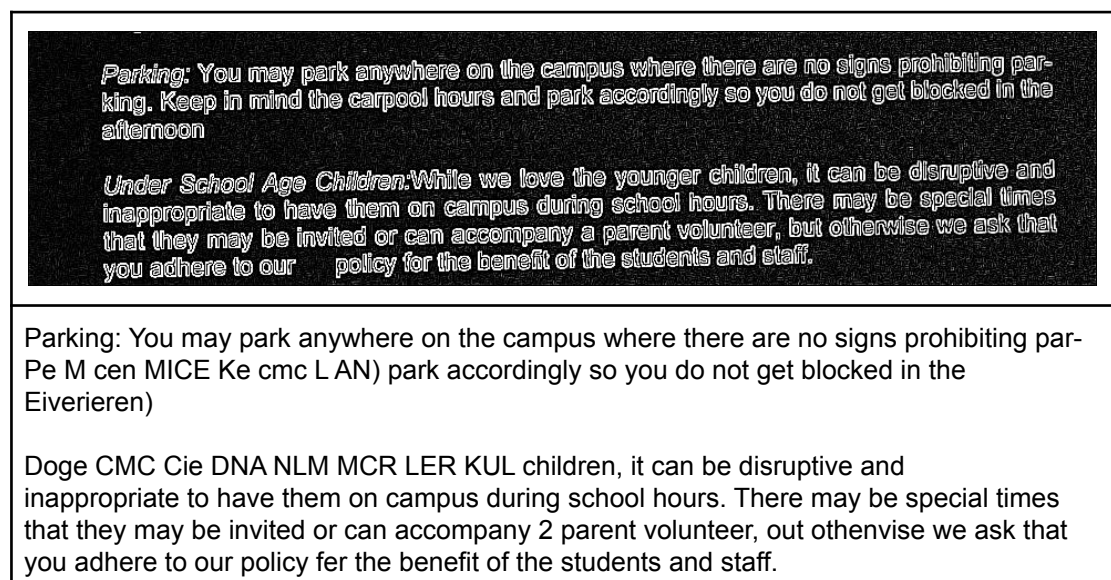 Parking: You may park anywhere on the campus where there are no signs prohibiting par-
king. Keep in mind the carpool hours and park accordingly so you do not get blocked in the
afternoon
Under School Age Children:While we love the younger children, it can be disruptive and
inappropriate to have them on campus during school hours. There may be special times
that they may be invited or can accompany a parent volunteer, but otherwise we ask that
you adhere to our policy for the benefit of the students and staff.
Parking: You may park anywhere on the campus where there are no signs prohibiting par-
Pe M cen MICE Ke cmc L AN) park accordingly so you do not get blocked in the
Eiverieren)
Doge CMC Cie DNA NLM MCR LER KUL children, it can be disruptive and
inappropriate to have them on campus during school hours. There may be special times
that they may be invited or can accompany 2 parent volunteer, out othenvise we ask that
you adhere to our policy fer the benefit of the students and staff.